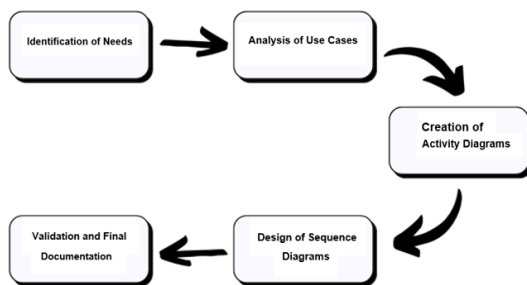 Identification of Needs
Analysis of Use Cases
Creation of
Activity Diagrams
Design of Sequence
Diagrams
Validation and Final
Documentation